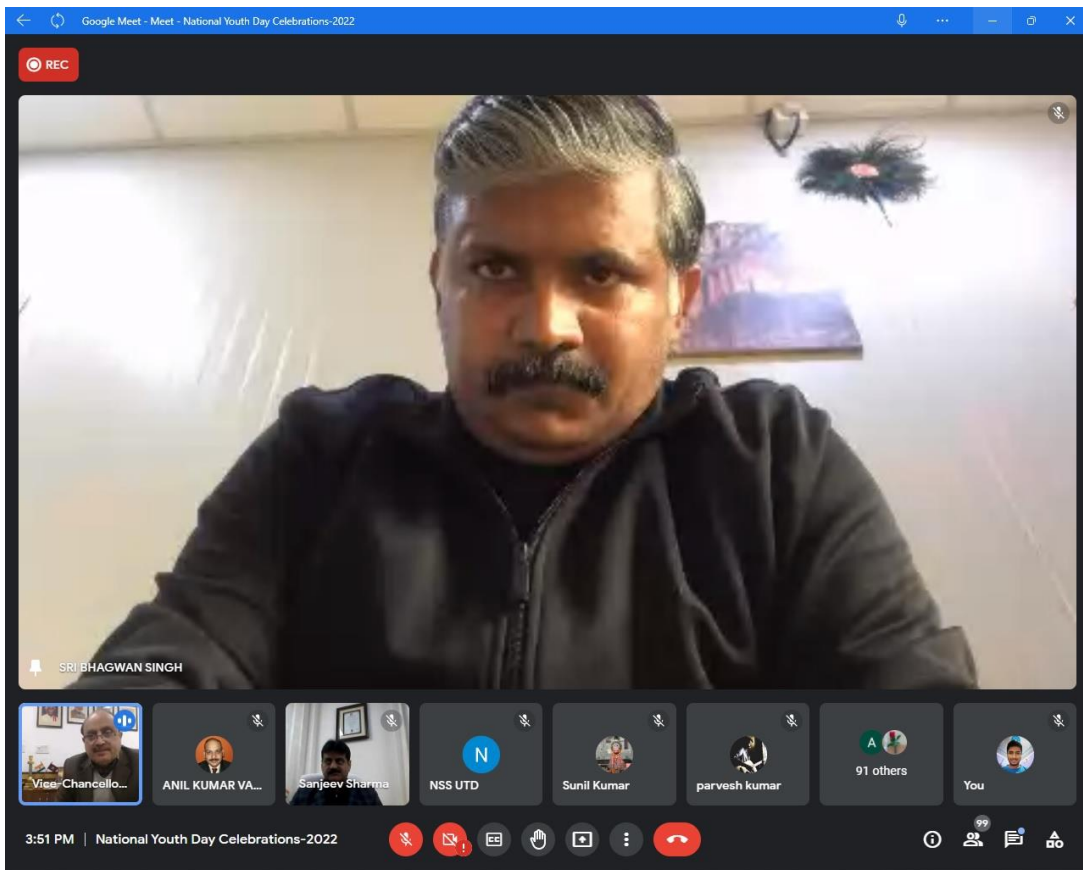 Google Meet - Meet - National Youth Day Celebrations-2022
REC
SRI BHAGWAN SINGH
Vice-Chancello...
ANIL KUMAR VA...
Sanjeev Sharma
N
NSS UTD
Sunil Kumar
parvesh kumar
A
91 others
You
3:51 PM | National Youth Day Celebrations-2022
CC
99